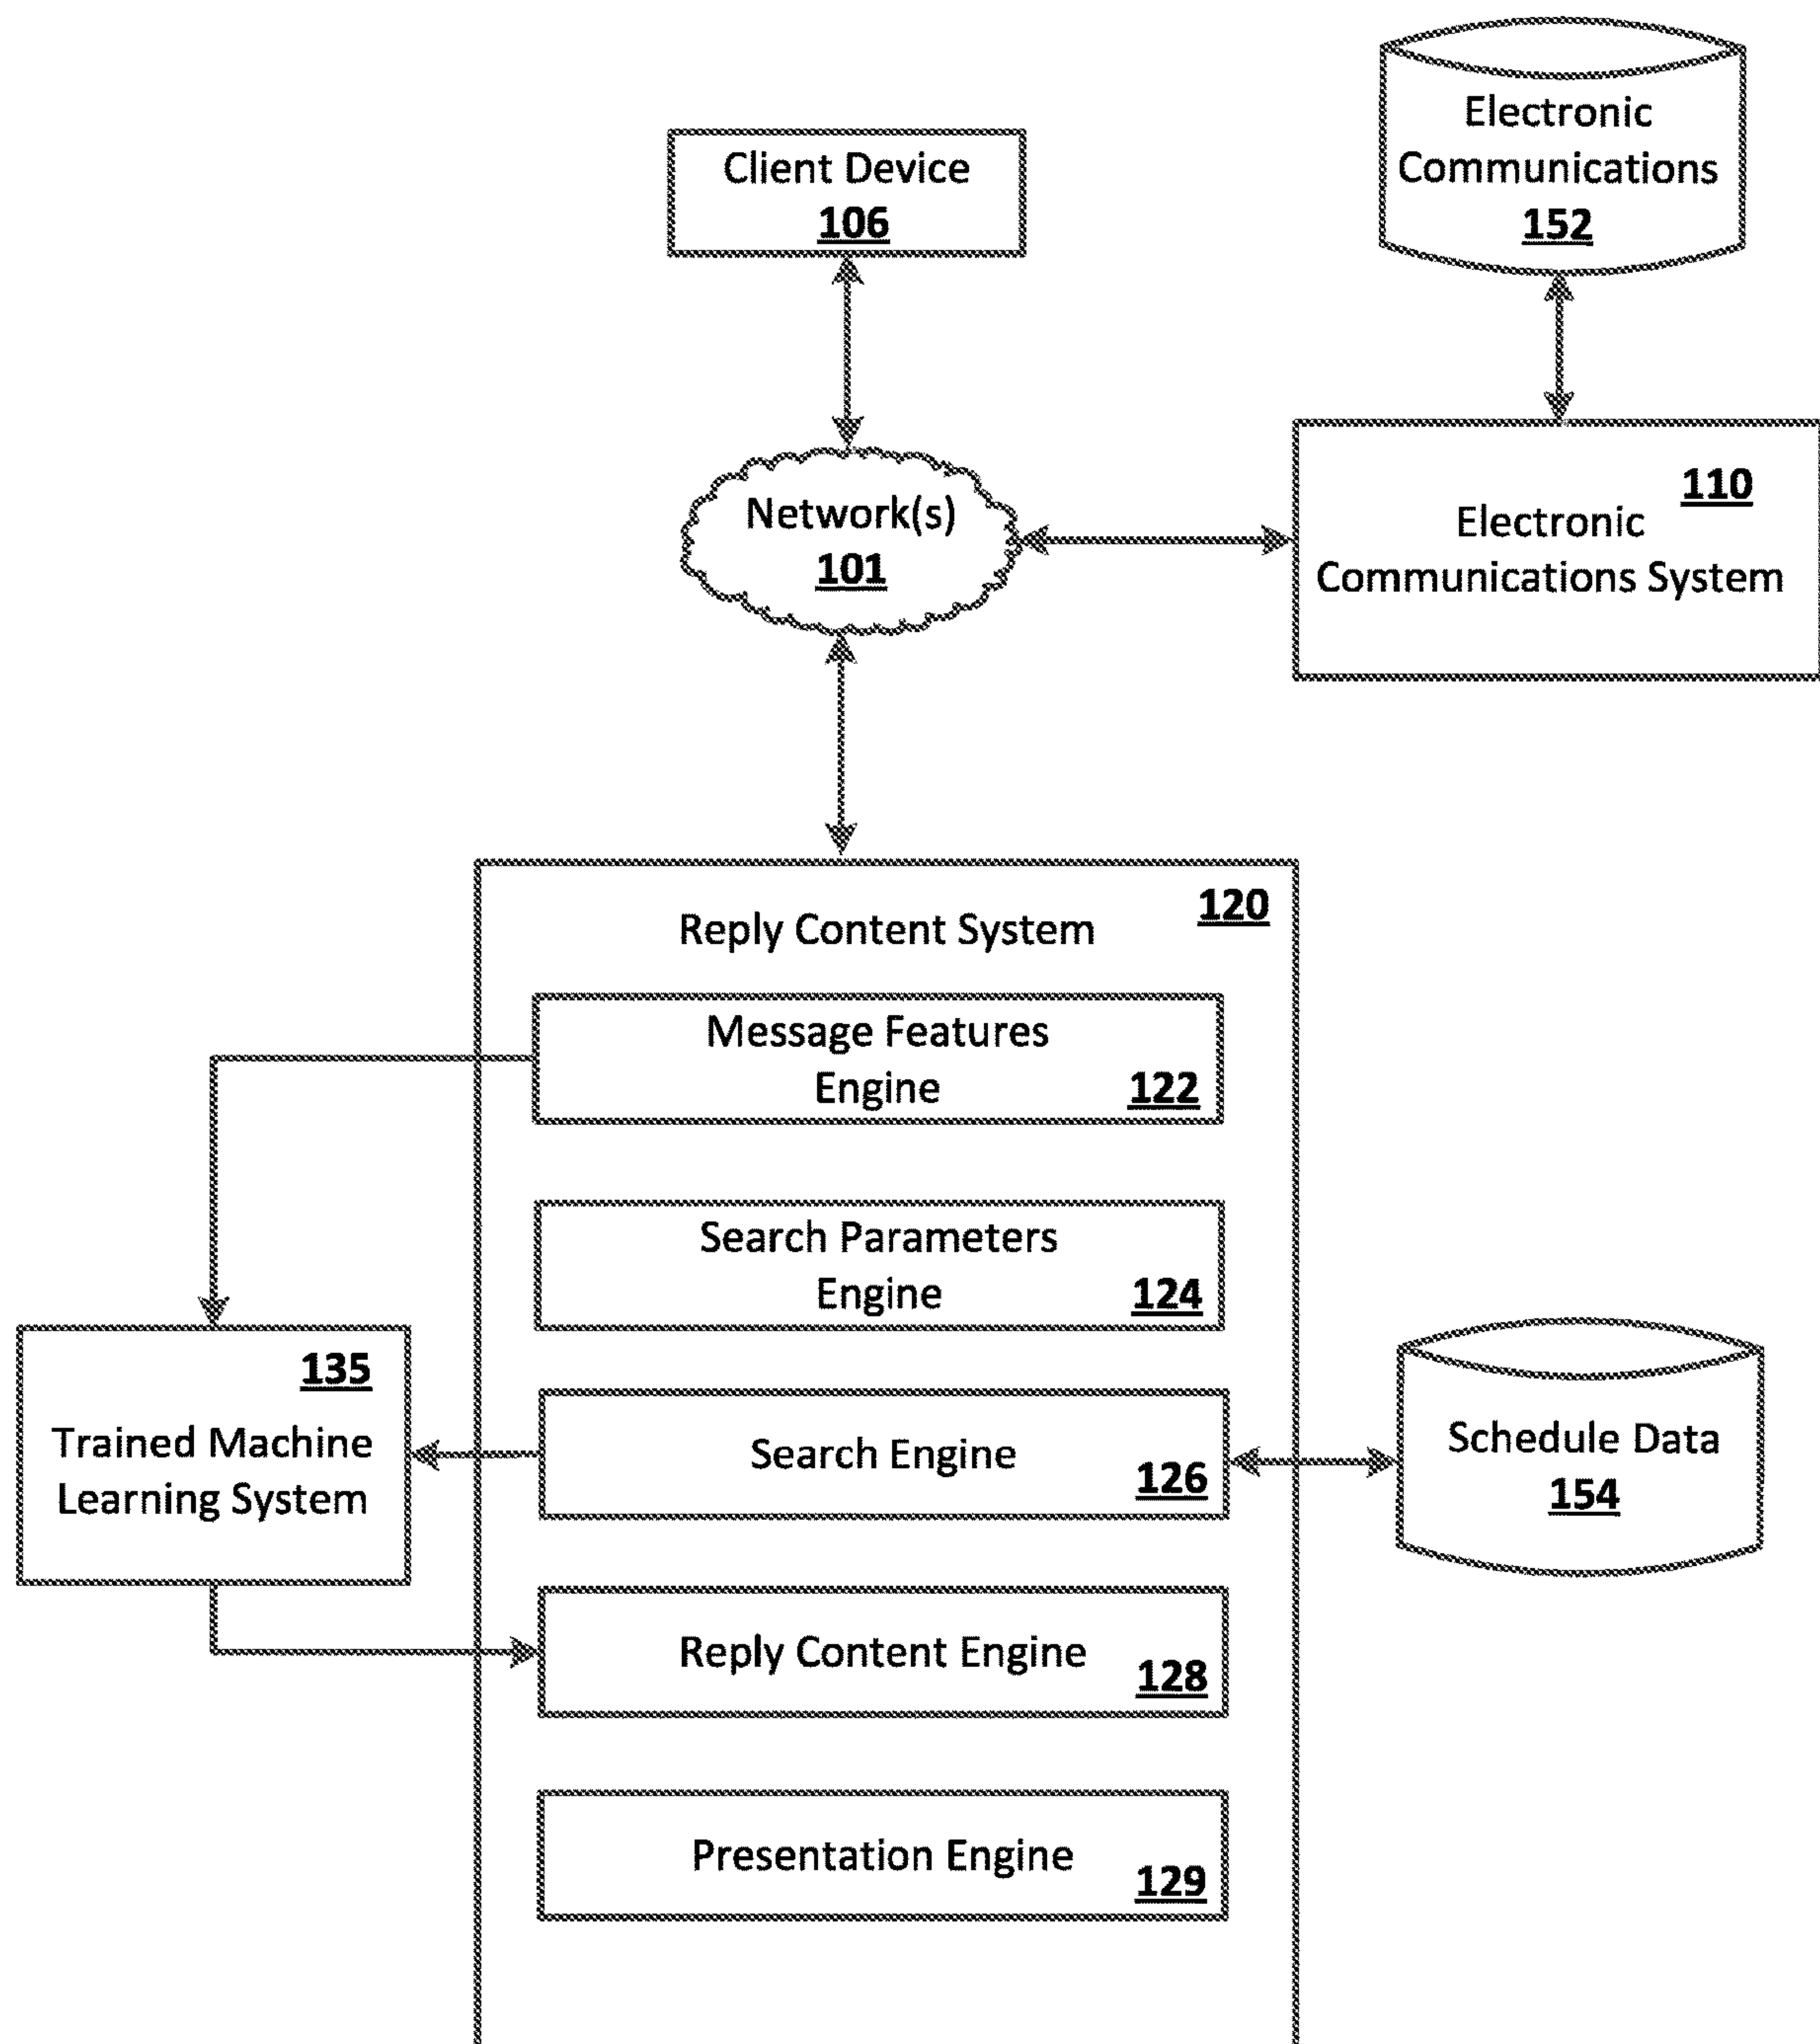 Electronic
Communications
152
Client Device
106
110
Electronic
Communications System
Network(s)
101
120
Reply Content System
Message Features
Engine 122
Search Parameters
Engine 124
135
Trained Machine
Learning System
Search Engine 126
Schedule Data
154
Reply Content Engine 128
Presentation Engine 129